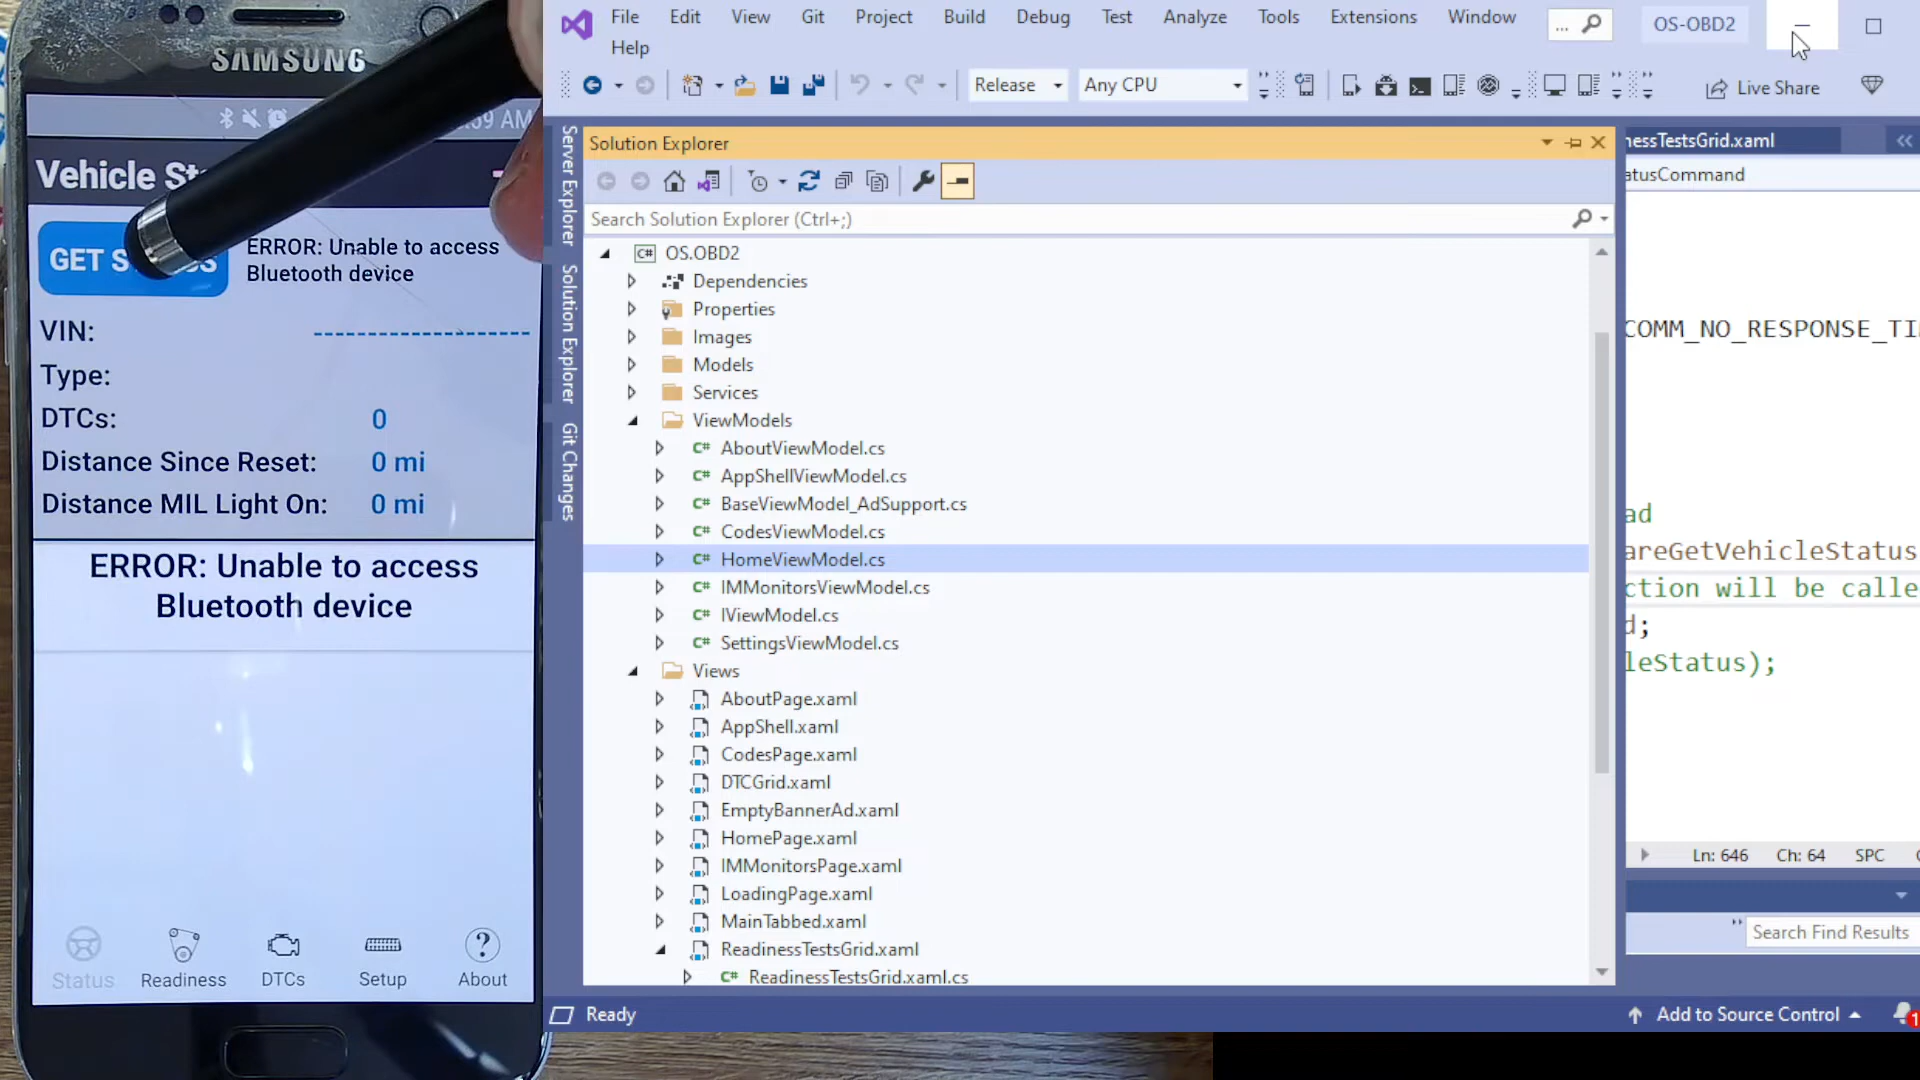 SAMSUNG
Vehicle
GET
ERROR: Unable to access
Bluetooth device
VIN:
-------------------
Type:
DTCs:
0
Distance Since Reset:
0 mi
Distance MIL Light On:
0 mi
ERROR: Unable to access
Bluetooth device
Status
Readiness
DTCs
Setup
About
File
Edit
View
Git
Project
Build
Debug
Test
Analyze
Tools
Extensions
Window
Help
...
OS-OBD2
Release
Any CPU
Live Share
Server Explorer
Solution Explorer
Git Changes
Solution Explorer
Search Solution Explorer (Ctrl+;)
C# OS.OBD2
Dependencies
Properties
Images
Models
Services
ViewModels
C# AboutViewModel.cs
C# AppShellViewModel.cs
C# BaseViewModel_AdSupport.cs
C# CodesViewModel.cs
C# HomeViewModel.cs
C# IMMonitorsViewModel.cs
C# IViewModel.cs
C# SettingsViewModel.cs
Views
AboutPage.xaml
AppShell.xaml
CodesPage.xaml
DTCGrid.xaml
EmptyBannerAd.xaml
HomePage.xaml
IMMonitorsPage.xaml
LoadingPage.xaml
MainTabbed.xaml
ReadinessTestsGrid.xaml
C# ReadinessTestsGrid.xaml.cs
nessTestsGrid.xaml
atusCommand
COMM_NO_RESPONSE_TI
ad
areGetVehicleStatus
ction will be calle
d;
leStatus);
Ln: 646
Ch: 64
SPC
Search Find Results
Ready
Add to Source Control
1